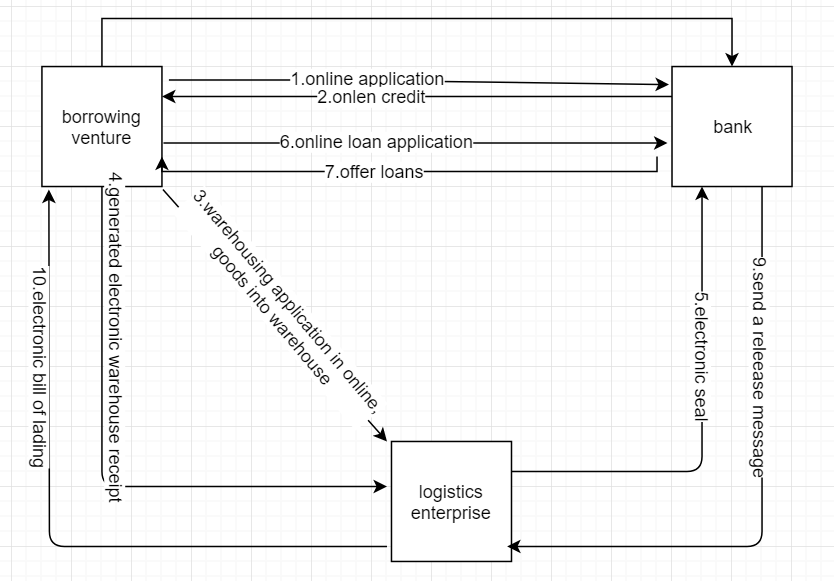 1.online application
2.onlen credit
borrowing
venture
bank
6.online loan application
7.offer loans
3.warehousing application in online,
goods into warehouse
4.generated electronic warehouse receipt
10.electronic bill of lading
5.electronic seal
9.send a releease message
logistics
enterprise